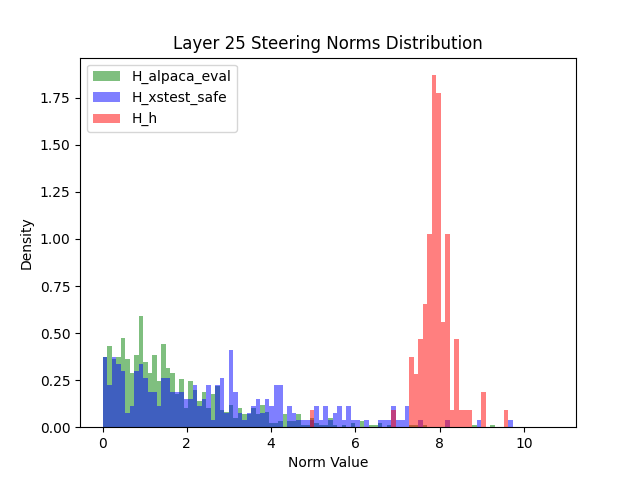 Layer 25 Steering Norms Distribution
H_alpaca_eval
H_xstest_safe
H_h
Density
1.75
1.50
1.25
1.00
0.75
0.50
0.25
0.00
0 2 4 6 8 10
Norm Value